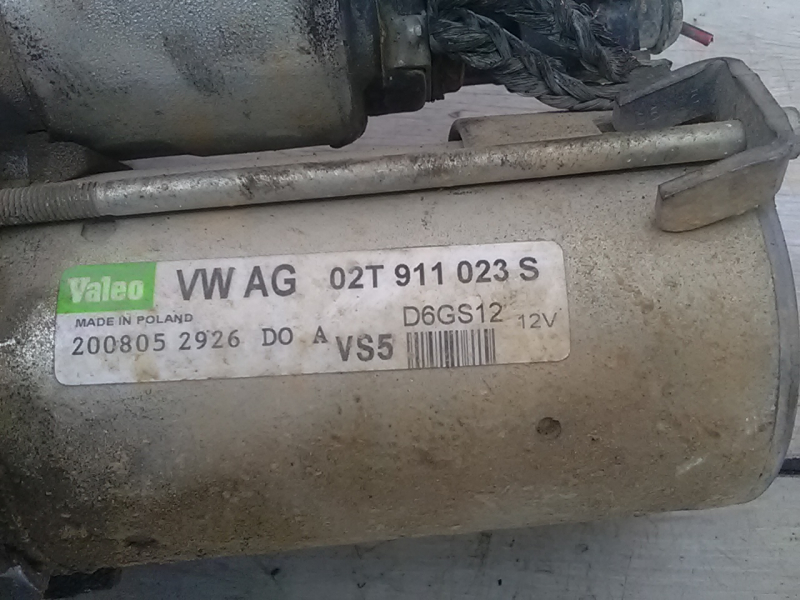 Valeo VW AG 02T 911 023 S
MADE IN POLAND D6GS12 12V
200805 2926 DO A VS5